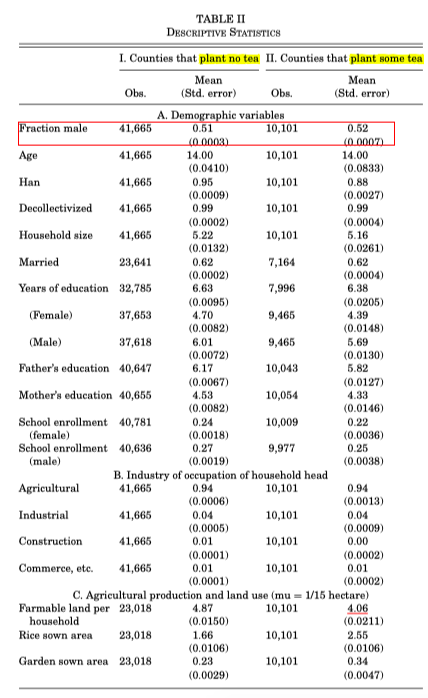 TABLE II
DESCRIPTIVE STATISTICS
I. Counties that plant no tea II. Counties that plant some tea
Mean Mean
Obs. (Std. error) Obs. (Std. error)
A. Demographic variables
Fraction male 41,665 0.51 10,101 0.52
(0.0003) (0.0007)
Age 41,665 14.00 10,101 14.00
(0.0410) (0.0833)
Han 41,665 0.95 10,101 0.88
(0.0009) (0.0027)
Decollectivized 41,665 0.99 10,101 0.99
(0.0002) (0.0004)
Household size 41,665 5.22 10,101 5.16
(0.0132) (0.0261)
Married 23,641 0.62 7,164 0.62
(0.0002) (0.0004)
Years of education 32,785 6.63 7,996 6.38
(0.0095) (0.0205)
(Female) 37,653 4.70 9,465 4.39
(0.0082) (0.0148)
(Male) 37,618 6.01 9,465 5.69
(0.0072) (0.0130)
Father's education 40,647 6.17 10,043 5.82
(0.0067) (0.0127)
Mother's education 40,655 4.53 10,054 4.33
(0.0082) (0.0146)
School enrollment 40,781 0.24 10,009 0.22
(female) (0.0018) (0.0036)
School enrollment 40,636 0.27 9,977 0.25
(male) (0.0019) (0.0038)
B. Industry of occupation of household head
Agricultural 41,665 0.94 10,101 0.94
(0.0006) (0.0013)
Industrial 41,665 0.04 10,101 0.04
(0.0005) (0.0009)
Construction 41,665 0.01 10,101 0.00
(0.0001) (0.0002)
Commerce, etc. 41,665 0.01 10,101 0.01
(0.0001) (0.0002)
C. Agricultural production and land use (mu = 1/15 hectare)
Farmable land per 23,018 4.87 10,101 4.06
household (0.0150) (0.0211)
Rice sown area 23,018 1.66 10,101 2.55
(0.0106) (0.0106)
Garden sown area 23,018 0.23 10,101 0.34
(0.0029) (0.0047)